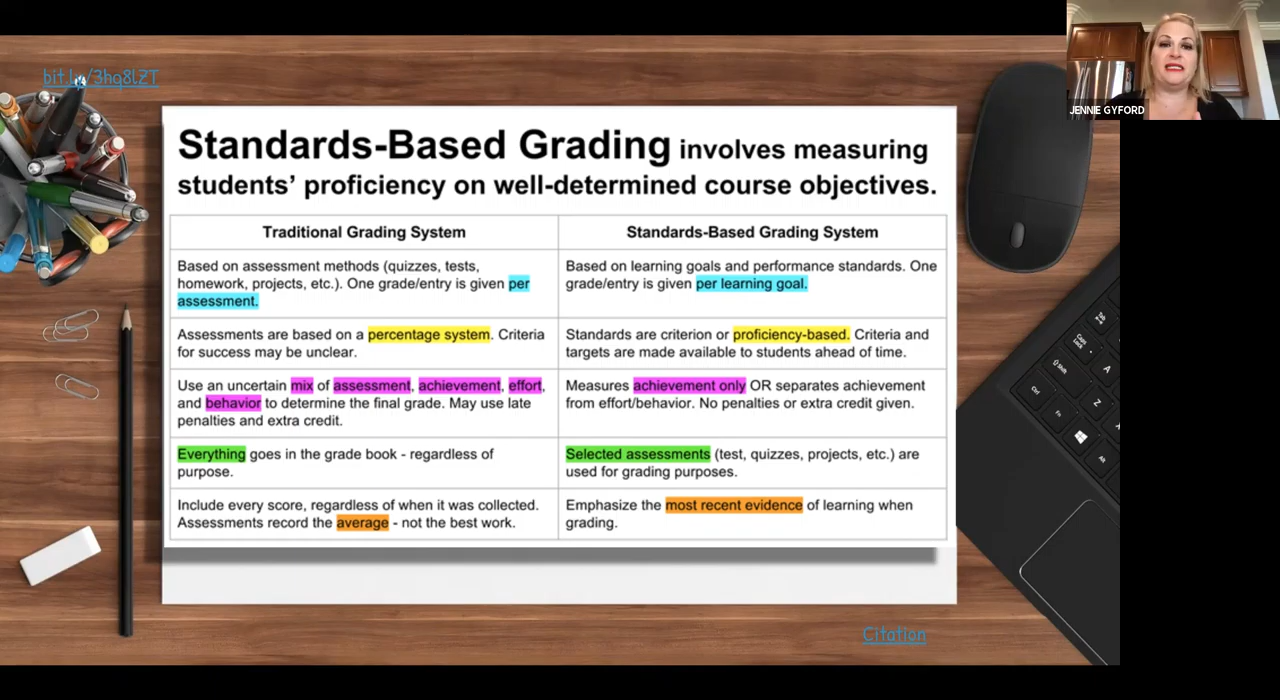 bit.ly/3hq8lZT
JENNIE GYFORD
Standards-Based Grading involves measuring
students' proficiency on well-determined course objectives.
Traditional Grading System
Standards-Based Grading System
Based on assessment methods (quizzes, tests,
homework, projects, etc.). One grade/entry is given per
assessment.
Based on learning goals and performance standards. One
grade/entry is given per learning goal.
Assessments are based on a percentage system. Criteria
for success may be unclear.
Standards are criterion or proficiency-based. Criteria and
targets are made available to students ahead of time.
Use an uncertain mix of assessment, achievement, effort,
and behavior to determine the final grade. May use late
penalties and extra credit.
Measures achievement only OR separates achievement
from effort/behavior. No penalties or extra credit given.
Everything goes in the grade book - regardless of
purpose.
Selected assessments (test, quizzes, projects, etc.) are
used for grading purposes.
Include every score, regardless of when it was collected.
Assessments record the average - not the best work.
Emphasize the most recent evidence of learning when
grading.
Citation